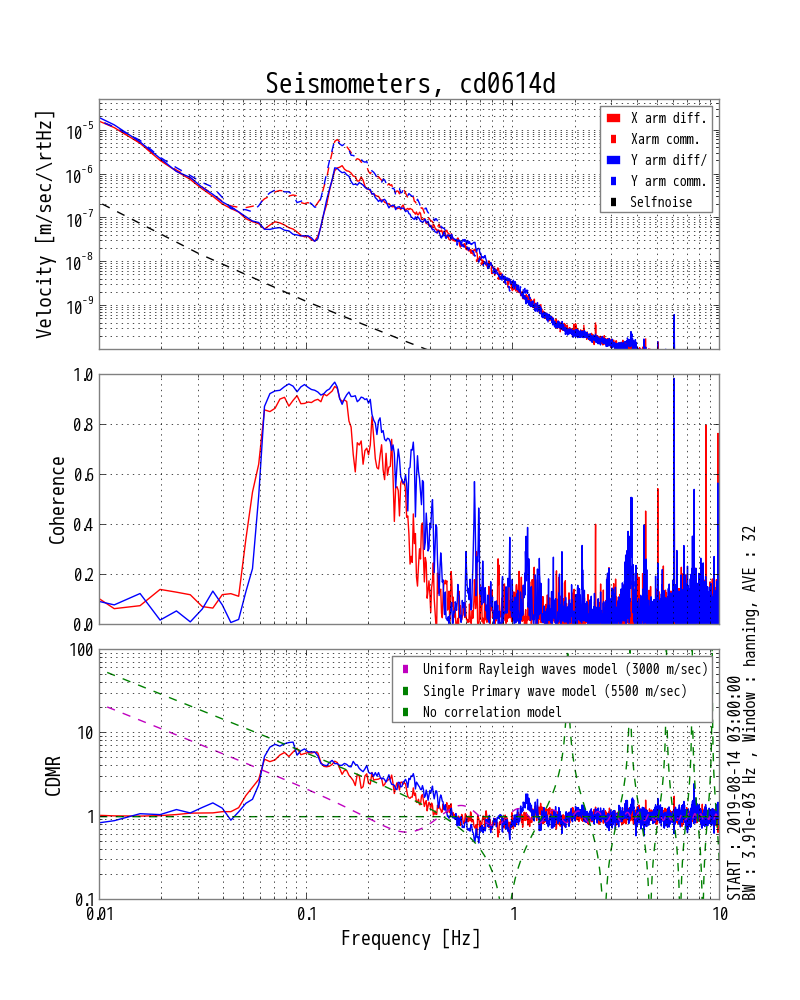 Seismometers, cd0614d
Velocity [m/sec/\rtHz]
10^-5
10^-6
10^-7
10^-8
10^-9
X arm diff.
Xarm comm.
Y arm diff/
Y arm comm.
Selfnoise
Coherence
1.0
0.8
0.6
0.4
0.2
0.0
CDMR
100
10
1
0.1
Uniform Rayleigh waves model (3000 m/sec)
Single Primary wave model (5500 m/sec)
No correlation model
0.01 0.1 1 10
Frequency [Hz]
START : 2019-08-14 03:00:00
BW : 3.91e-03 Hz , Window : hanning, AVE : 32